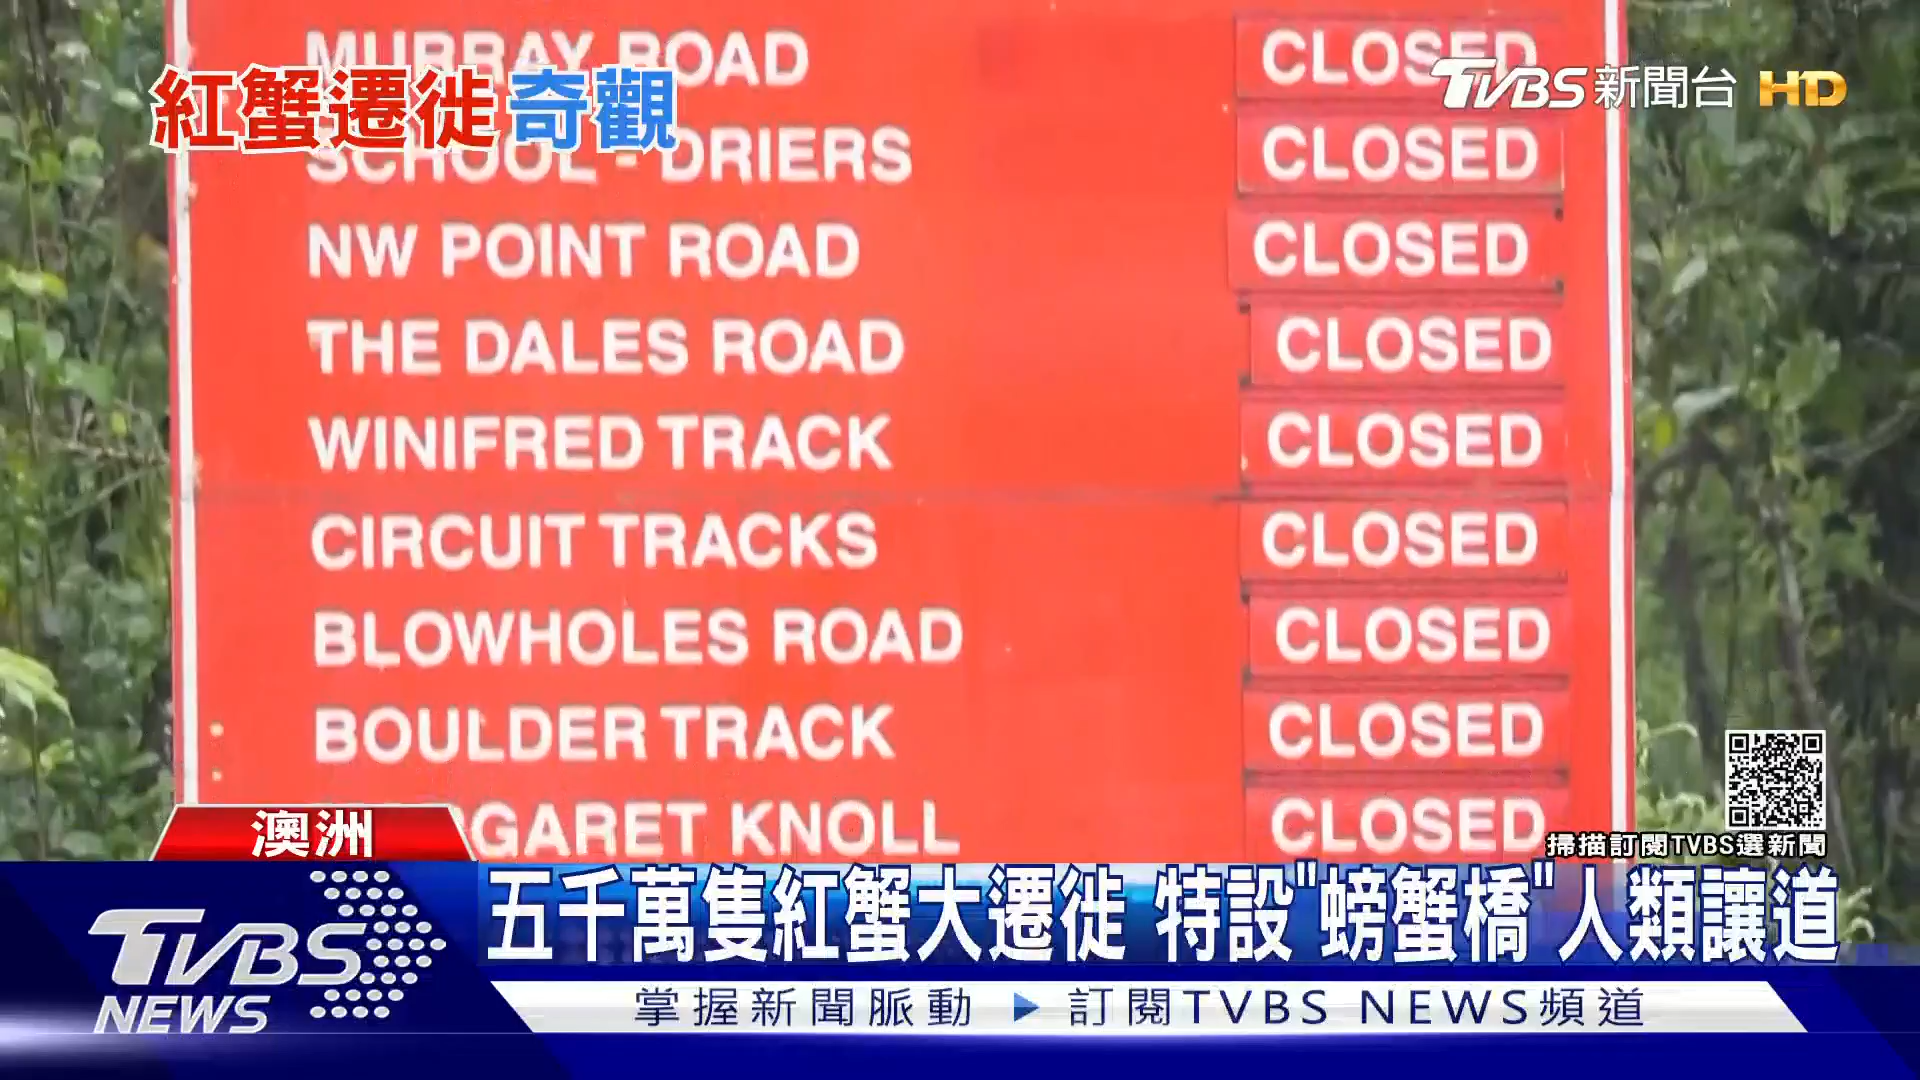 MURRAY ROAD CLOSED
TVBS新聞台 HD
紅蟹遷徙奇觀
SCHOOL - DRIERS CLOSED
NW POINT ROAD CLOSED
THE DALES ROAD CLOSED
WINIFRED TRACK CLOSED
CIRCUIT TRACKS CLOSED
BLOWHOLES ROAD CLOSED
BOULDER TRACK CLOSED
KNOLL CLOSED
澳洲
掃描訂閱TVBS選新聞
五千萬隻紅蟹大遷徙 特設"螃蟹橋"人類讓道
TVBS NEWS
掌握新聞脈動 ▶ 訂閱TVBS NEWS頻道